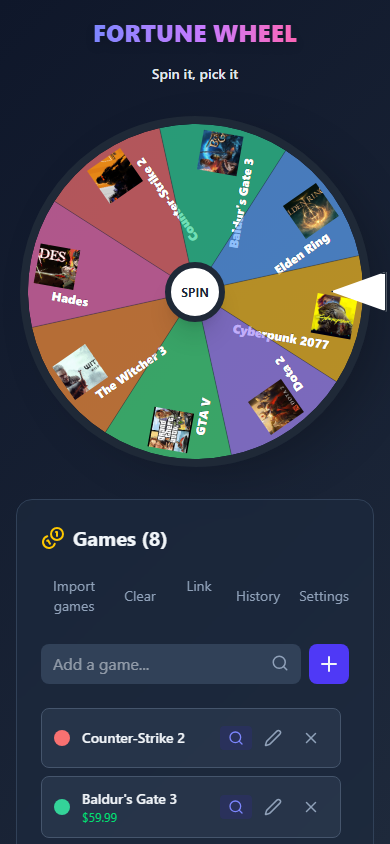 FORTUNE WHEEL
Spin it, pick it
Counter-Strike 2
Baldur's Gate 3
Elden Ring
Cyberpunk 2077
Dota 2
GTA V
The Witcher 3
Hades
SPIN
Games (8)
Import games
Clear
Link
History
Settings
Add a game...
Counter-Strike 2
Baldur's Gate 3
$59.99